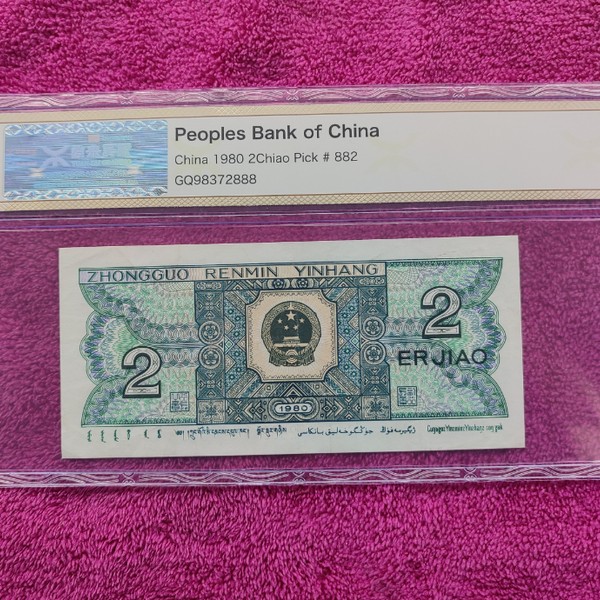 Peoples Bank of China
China 1980 2Chiao Pick # 882
GQ98372888
ZHONGGUO RENMIN YINHANG
2
ERJIAO
2
1980